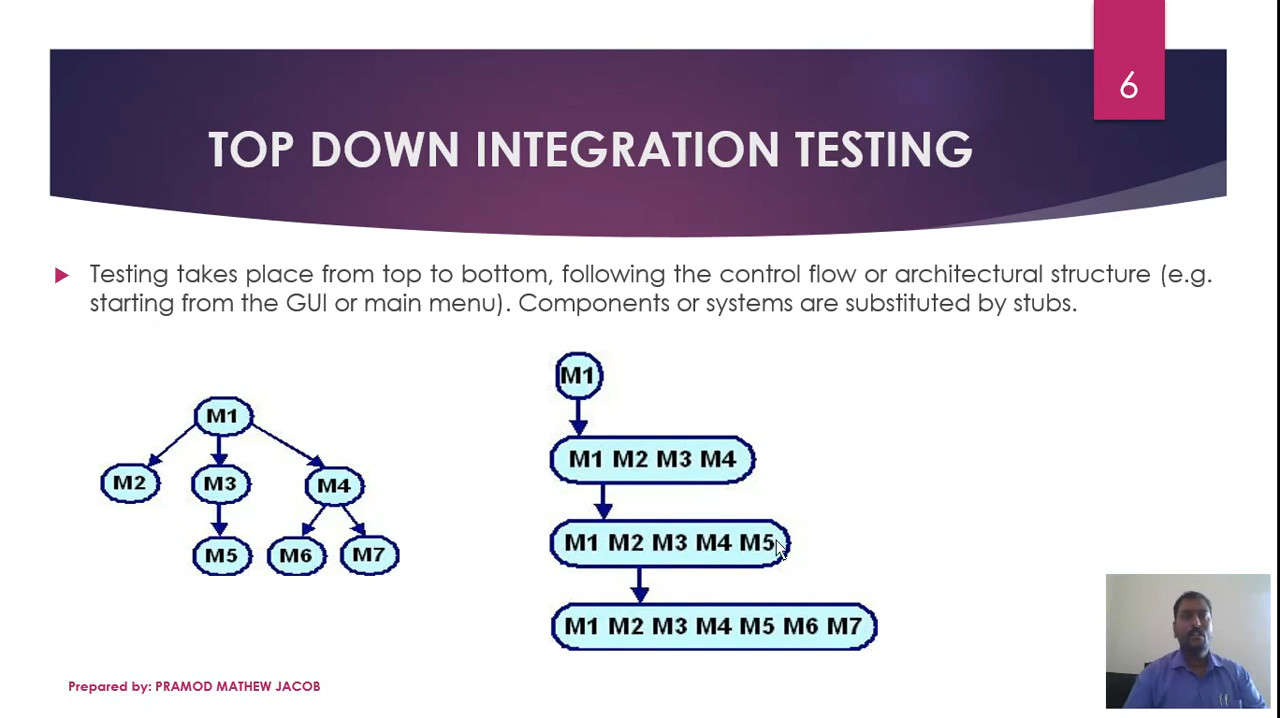 6
TOP DOWN INTEGRATION TESTING
Testing takes place from top to bottom, following the control flow or architectural structure (e.g.
starting from the GUI or main menu). Components or systems are substituted by stubs.
M1
M2 M3 M4
M5 M6 M7
M1
M1 M2 M3 M4
M1 M2 M3 M4 M5
M1 M2 M3 M4 M5 M6 M7
Prepared by: PRAMOD MATHEW JACOB